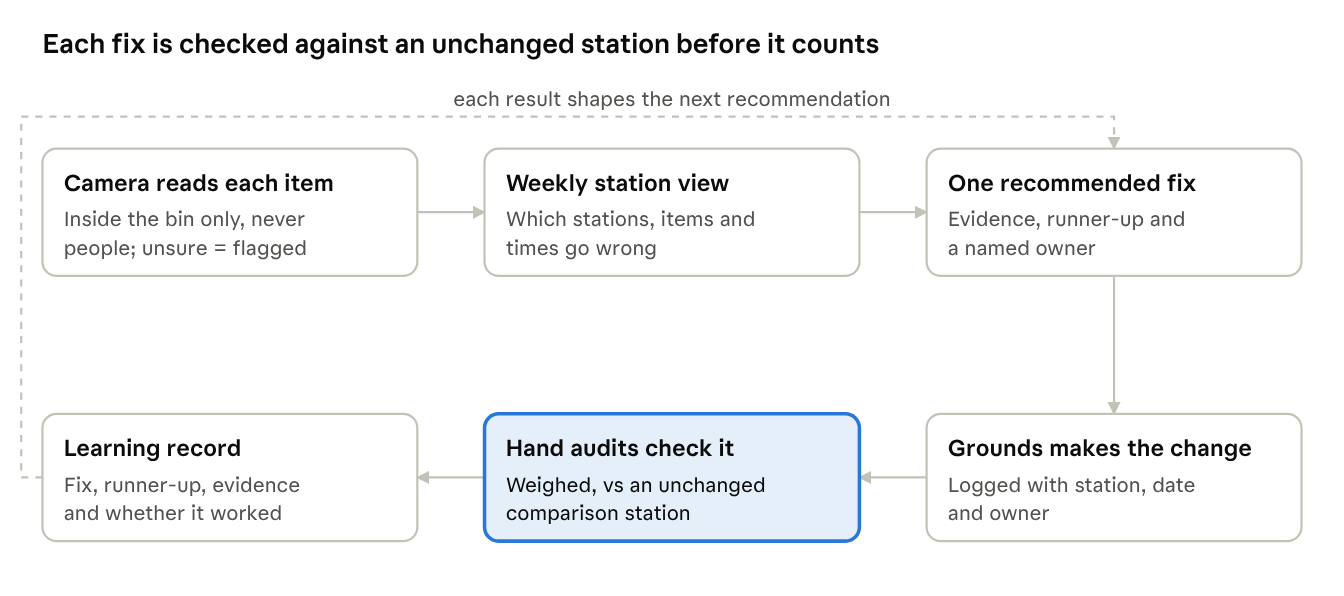 Each fix is checked against an unchanged station before it counts
each result shapes the next recommendation
Camera reads each item
Inside the bin only, never
people; unsure = flagged
Weekly station view
Which stations, items and
times go wrong
One recommended fix
Evidence, runner-up and
a named owner
Learning record
Fix, runner-up, evidence
and whether it worked
Hand audits check it
Weighed, vs an unchanged
comparison station
Grounds makes the change
Logged with station, date
and owner